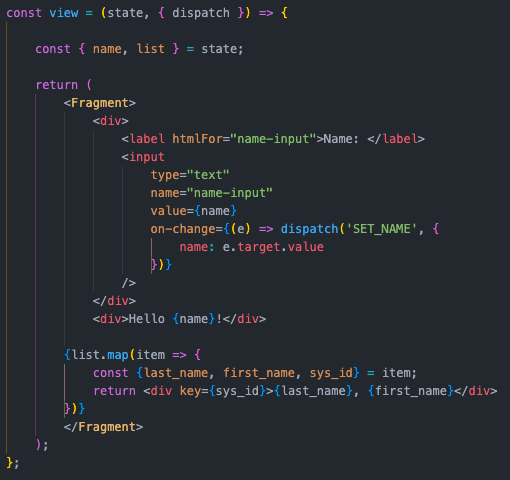 const view = (state, { dispatch }) => {
const { name, list } = state;
return (
<Fragment>
<div>
<label htmlFor="name-input">Name: </label>
<input
type="text"
name="name-input"
value={name}
on-change={(e) => dispatch('SET_NAME', {
name: e.target.value
})}
/>
</div>
<div>Hello {name}!</div>
{list.map(item => {
const {last_name, first_name, sys_id} = item;
return <div key={sys_id}>{last_name}, {first_name}</div>
})}
</Fragment>
);
};